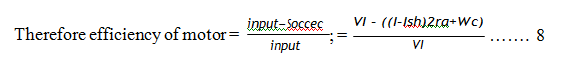 Therefore efficiency of motor = input-Soccec / input ; = VI - ((I-Ish)2ra+Wc) / VI ....... 8